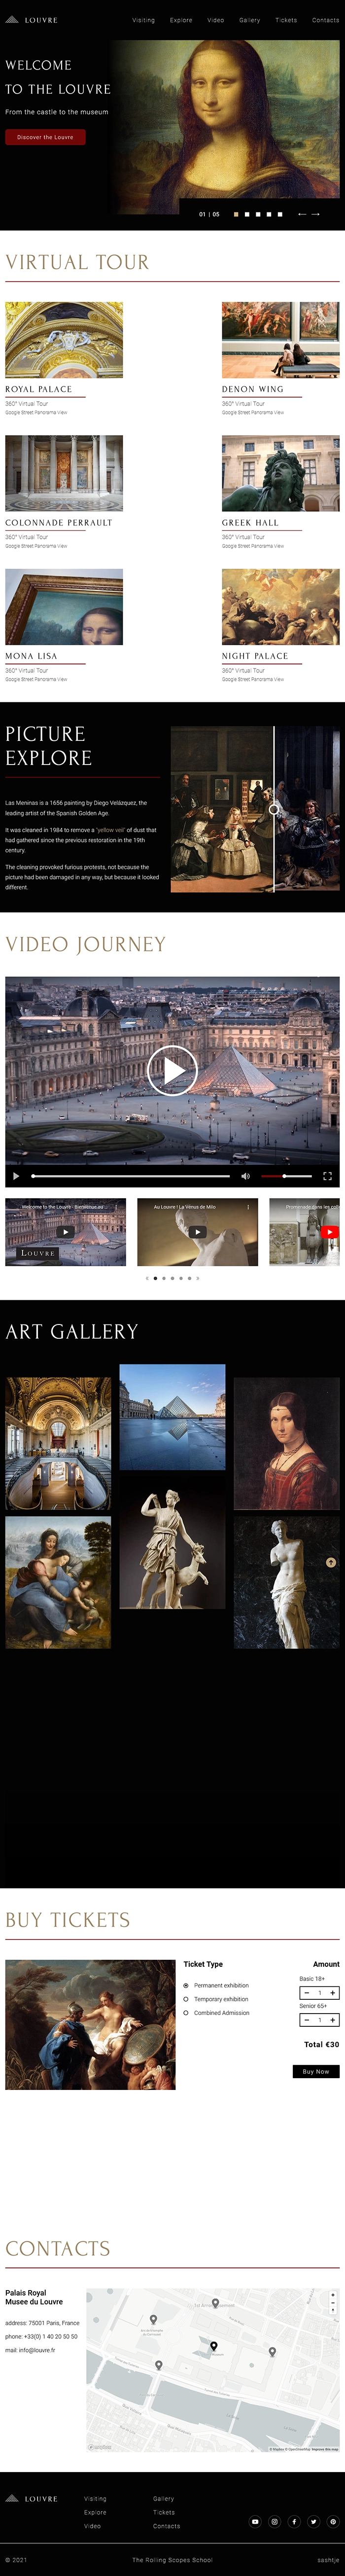 LOUVRE
Visiting Explore Video Gallery Tickets Contacts
WELCOME
TO THE LOUVRE
From the castle to the museum
Discover the Louvre
01 | 05
VIRTUAL TOUR
ROYAL PALACE
360° Virtual Tour
Google Street Panorama View
DENON WING
360° Virtual Tour
Google Street Panorama View
COLONNADE PERRAULT
360° Virtual Tour
Google Street Panorama View
GREEK HALL
360° Virtual Tour
Google Street Panorama View
MONA LISA
360° Virtual Tour
Google Street Panorama View
NIGHT PALACE
360° Virtual Tour
Google Street Panorama View
PICTURE
EXPLORE
Las Meninas is a 1656 painting by Diego Velázquez, the
leading artist of the Spanish Golden Age.
It was cleaned in 1984 to remove a "yellow veil" of dust that
had gathered since the previous restoration in the 19th
century.
The cleaning provoked furious protests, not because the
picture had been damaged in any way, but because it looked
different.
VIDEO JOURNEY
Welcome to the Louvre - Bienvenue au ...
LOUVRE
Au Louvre ! La Vénus de Milo
Promenade dans les col
ART GALLERY
BUY TICKETS
Ticket Type
Permanent exhibition
Temporary exhibition
Combined Admission
Amount
Basic 18+
− 1 +
Senior 65+
− 1 +
Total €30
Buy Now
CONTACTS
Palais Royal
Musee du Louvre
address: 75001 Paris, France
phone: +33(0) 1 40 20 50 50
mail: info@louvre.fr
© Mapbox © OpenStreetMap Improve this map
LOUVRE
Visiting
Explore
Video
Gallery
Tickets
Contacts
© 2021
The Rolling Scopes School
sashtje